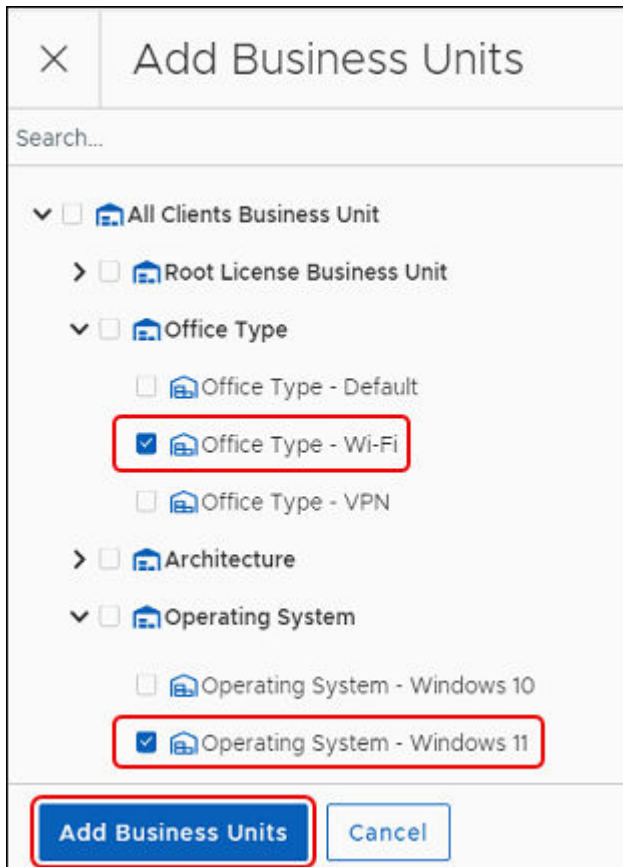 Add Business Units
Search...
All Clients Business Unit
Root License Business Unit
Office Type
Office Type - Default
Office Type - Wi-Fi
Office Type - VPN
Architecture
Operating System
Operating System - Windows 10
Operating System - Windows 11
Add Business Units Cancel